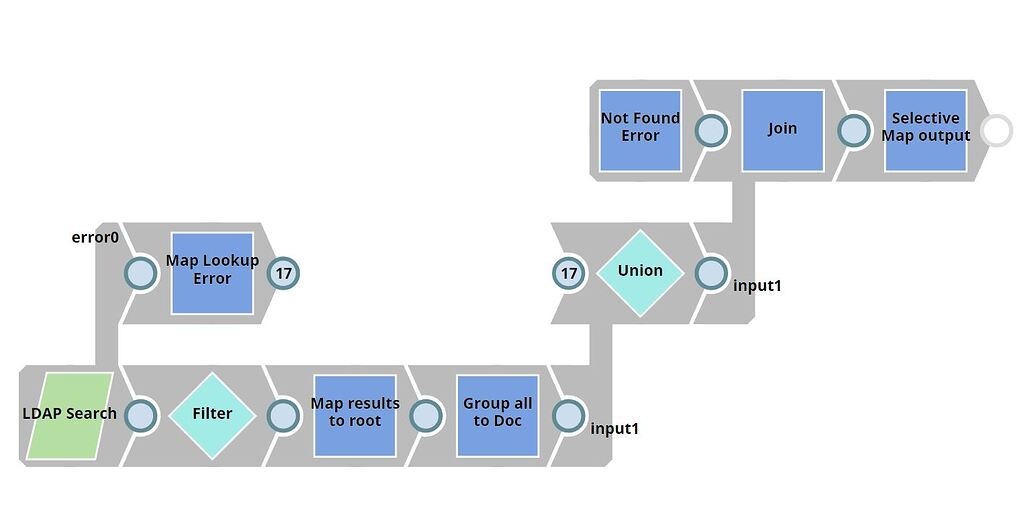 Not Found
Error
Join
Selective
Map output
error0
Map Lookup
Error
17
17
Union
input1
LDAP Search
Filter
Map results
to root
Group all
to Doc
input1